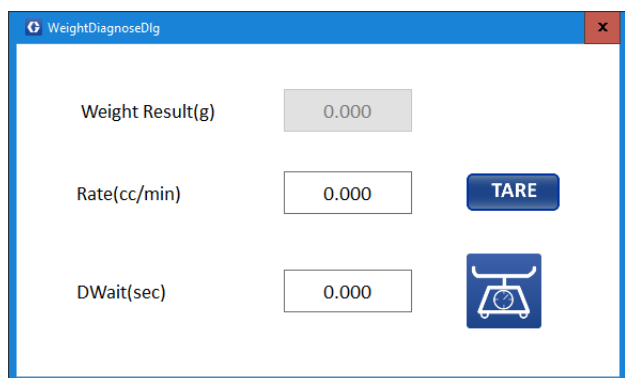 WeightDiagnoseDlg
x
Weight Result(g) 0.000
Rate(cc/min) 0.000 TARE
DWait(sec) 0.000